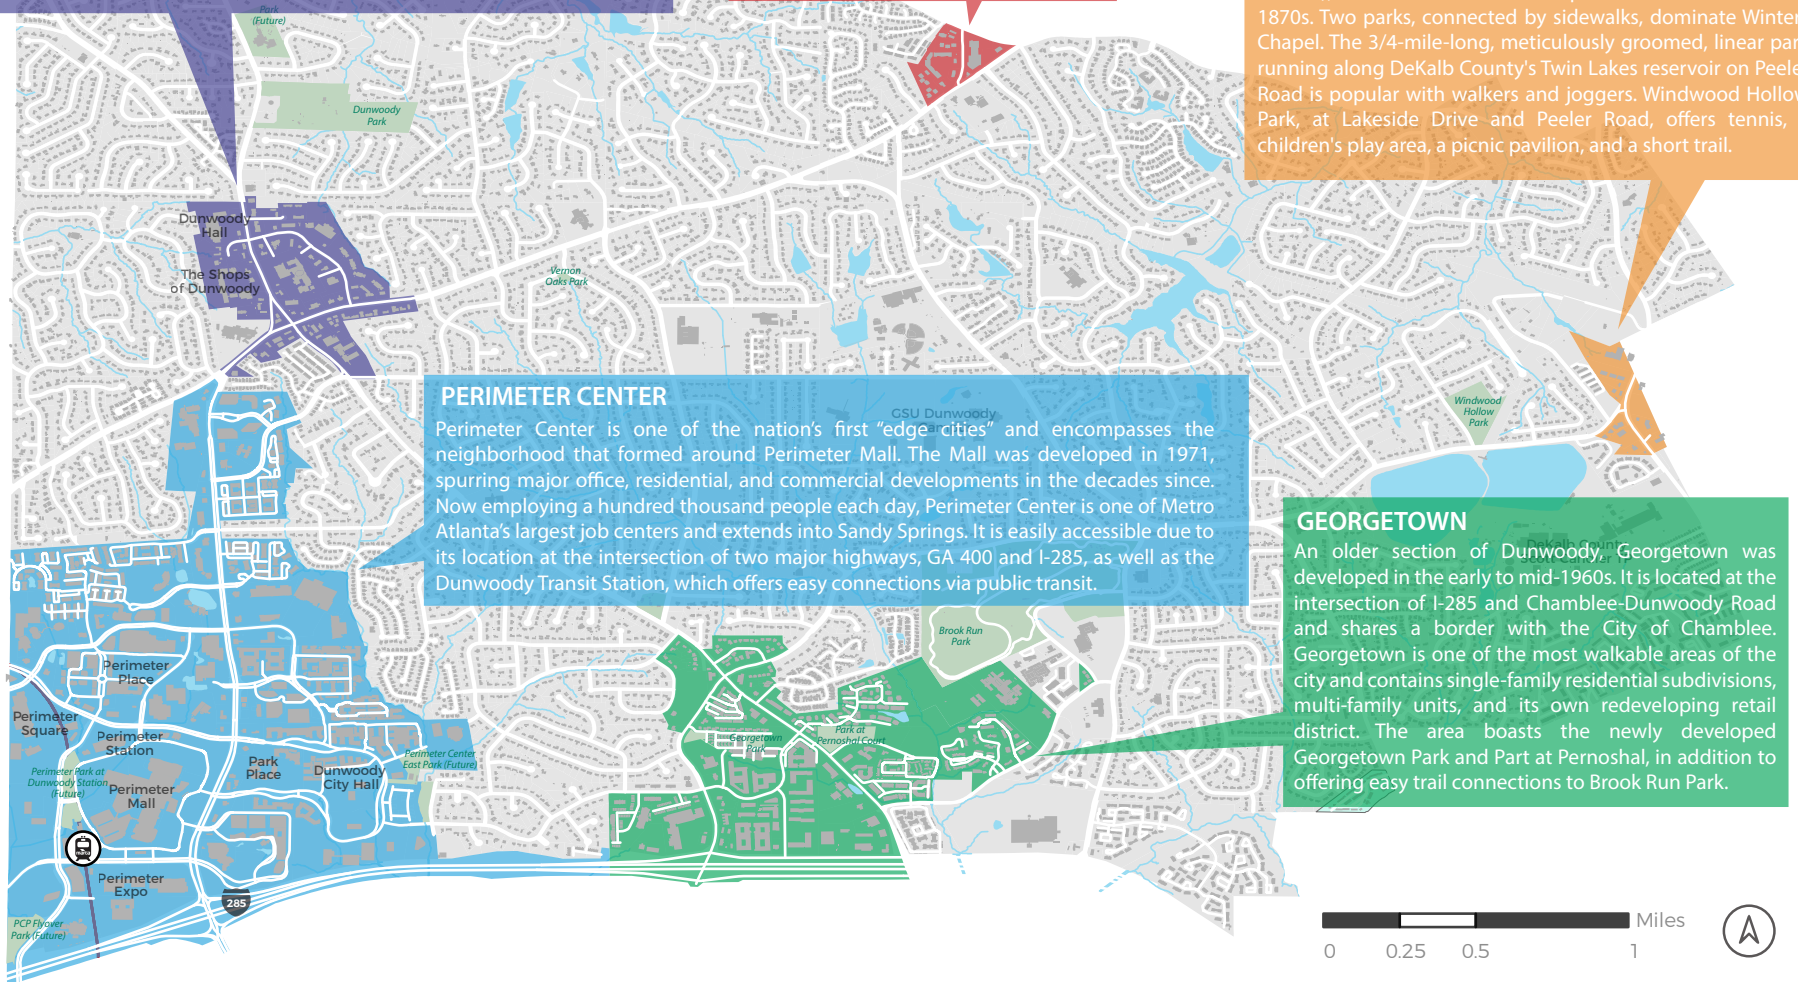 Park
(Future)
1870s. Two parks, connected by sidewalks, dominate Winter
Chapel. The 3/4-mile-long, meticulously groomed, linear par
running along DeKalb County's Twin Lakes reservoir on Peele
Road is popular with walkers and joggers. Windwood Hollow
Park, at Lakeside Drive and Peeler Road, offers tennis,
children's play area, a picnic pavilion, and a short trail.
Dunwoody
Park
Dunwoody
Hall
The Shops
of Dunwoody
Vernon
Oaks Park
Windwood
Hollow
Park
PERIMETER CENTER
GSU Dunwoody
Perimeter Center is one of the nation's first "edge cities" and encompasses the
neighborhood that formed around Perimeter Mall. The Mall was developed in 1971,
spurring major office, residential, and commercial developments in the decades since.
Now employing a hundred thousand people each day, Perimeter Center is one of Metro
Atlanta's largest job centers and extends into Sandy Springs. It is easily accessible due to
its location at the intersection of two major highways, GA 400 and I-285, as well as the
Dunwoody Transit Station, which offers easy connections via public transit.
GEORGETOWN
DeKalb County
Scott Candler TP
An older section of Dunwoody, Georgetown was
developed in the early to mid-1960s. It is located at the
intersection of I-285 and Chamblee-Dunwoody Road
and shares a border with the City of Chamblee.
Georgetown is one of the most walkable areas of the
city and contains single-family residential subdivisions,
multi-family units, and its own redeveloping retail
district. The area boasts the newly developed
Georgetown Park and Part at Pernoshal, in addition to
offering easy trail connections to Brook Run Park.
Brook Run
Park
Perimeter
Place
Perimeter
Square
Perimeter
Station
Georgetown
Park
Park at
Pernoshal Court
Perimeter Center
East Park (Future)
Park
Place
Dunwoody
City Hall
Perimeter Park at
Dunwoody Station
(Future)
Perimeter
Mall
marta
Perimeter
Expo
285
PCP Flyover
Park (Future)
Miles
0 0.25 0.5 1